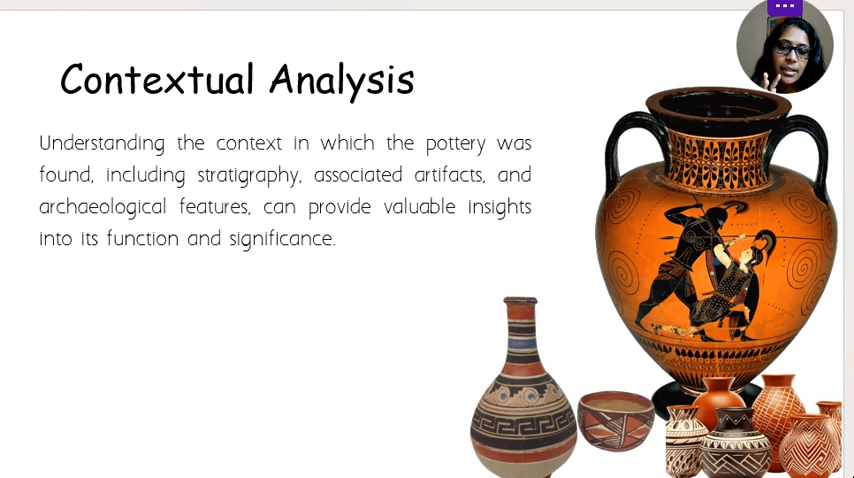 Contextual Analysis
Understanding the context in which the pottery was
found, including stratigraphy, associated artifacts, and
archaeological features, can provide valuable insights
into its function and significance.